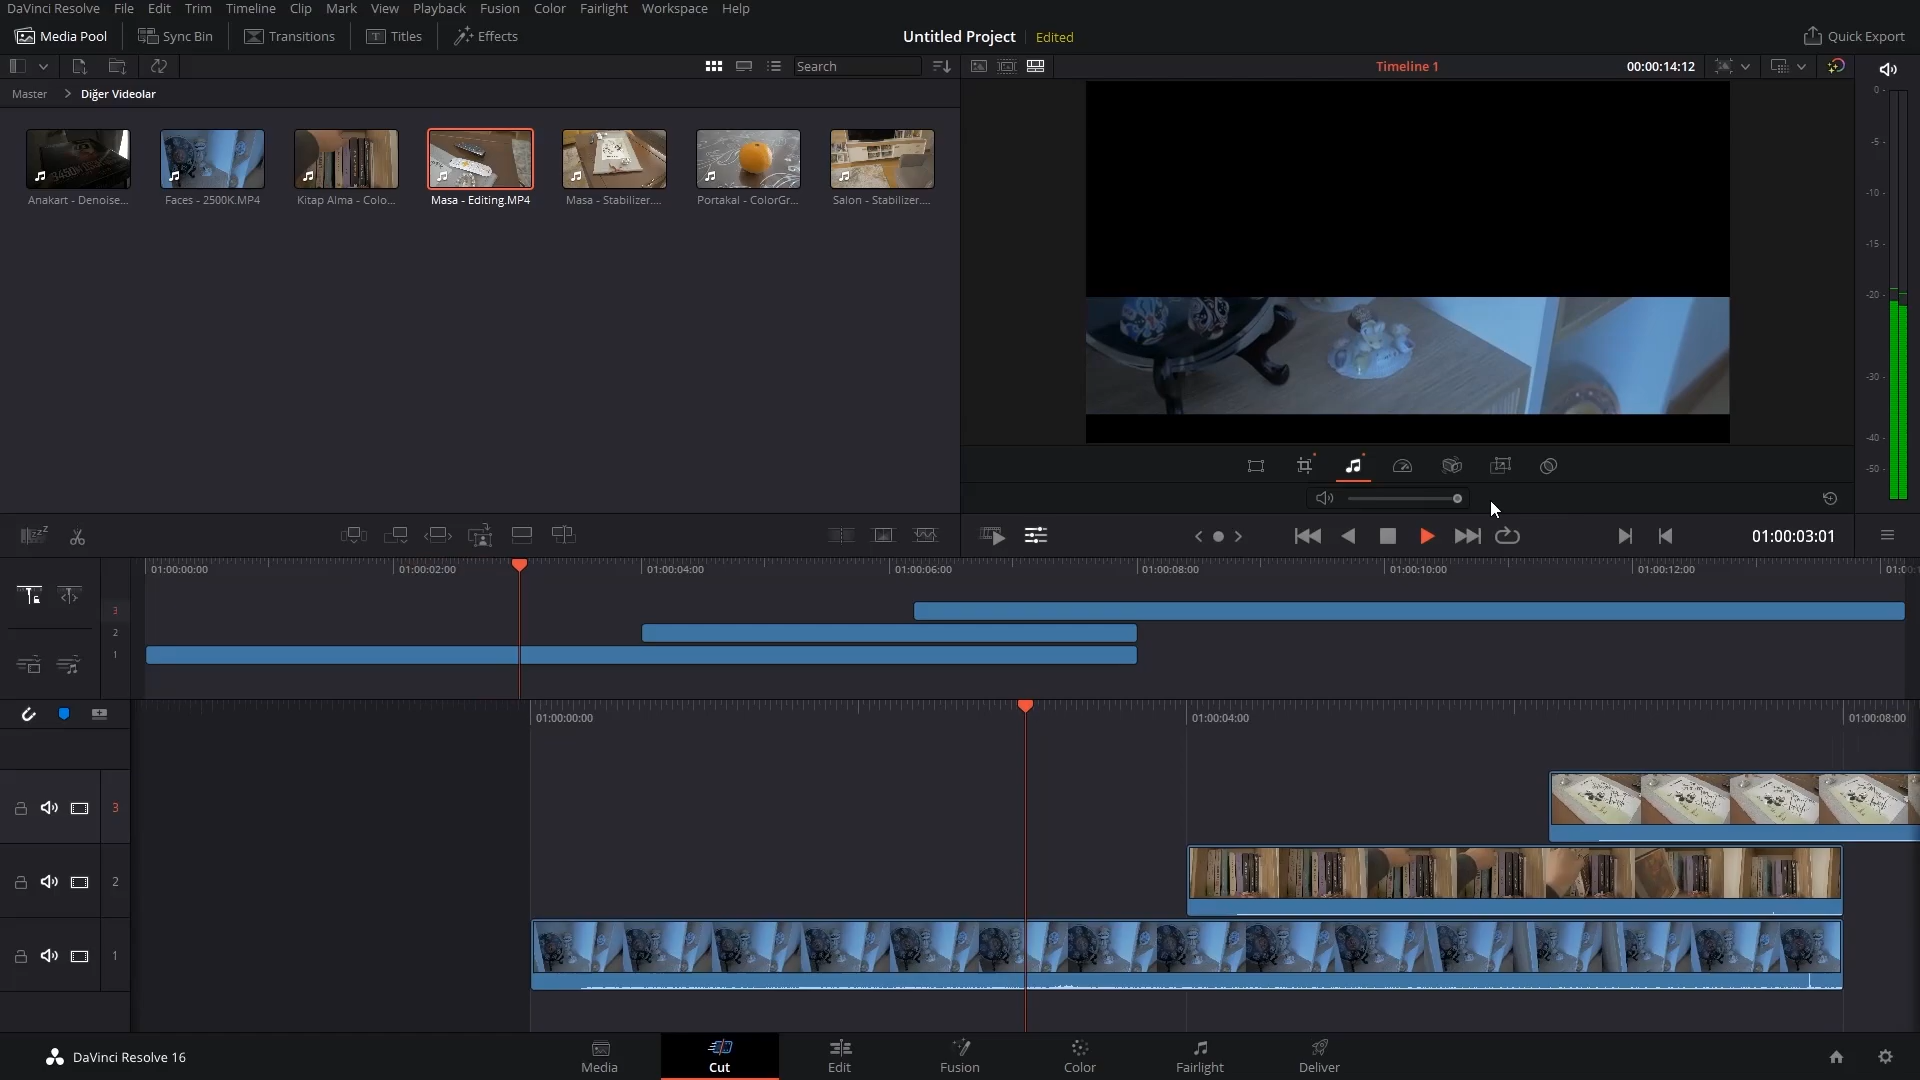 DaVinci Resolve File Edit Trim Timeline Clip Mark View Playback Fusion Color Fairlight Workspace Help
Media Pool Sync Bin Transitions Titles Effects Untitled Project Edited Quick Export
Search Timeline 1 00:00:14:12
Master > Diğer Videolar
Anakart - Denoise... Faces - 2500K.MP4 Kitap Alma - Colo... Masa - Editing.MP4 Masa - Stabilizer.... Portakal - ColorGr... Salon - Stabilizer....
0
-5
-10
-15
-20
-30
-40
-50
01:00:03:01
01:00:00:00 01:00:02:00 01:00:04:00 01:00:06:00 01:00:08:00 01:00:10:00 01:00:12:00
3
2
1
01:00:00:00 01:00:04:00 01:00:08:00
3
2
1
DaVinci Resolve 16 Media Cut Edit Fusion Color Fairlight Deliver